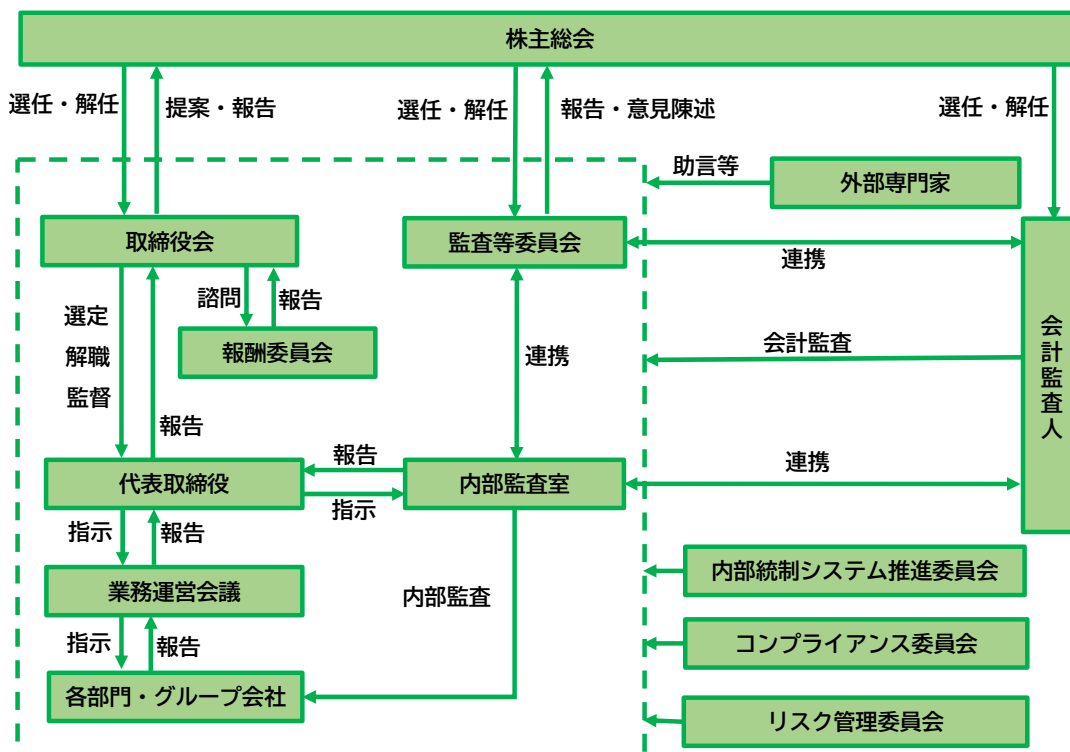 株主総会
選任・解任
提案・報告
選任・解任
報告・意見陳述
選任・解任
助言等
外部専門家
取締役会
監査等委員会
連携
諮問
報告
選定
解職
監督
報酬委員会
連携
会計監査
会計監査人
報告
代表取締役
報告
指示
内部監査室
連携
指示
報告
業務運営会議
内部監査
内部統制システム推進委員会
指示
報告
コンプライアンス委員会
各部門・グループ会社
リスク管理委員会